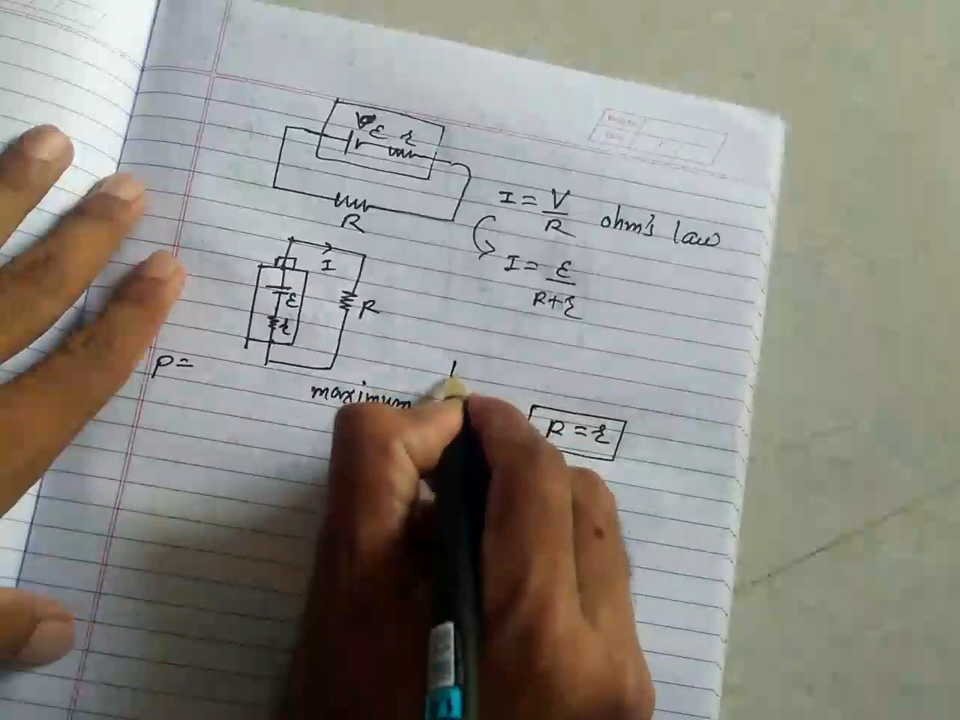 ε r
R
I = V/R ohm's law
I
I = ε/R+r
ε
r
R
P =
maximum
R = r